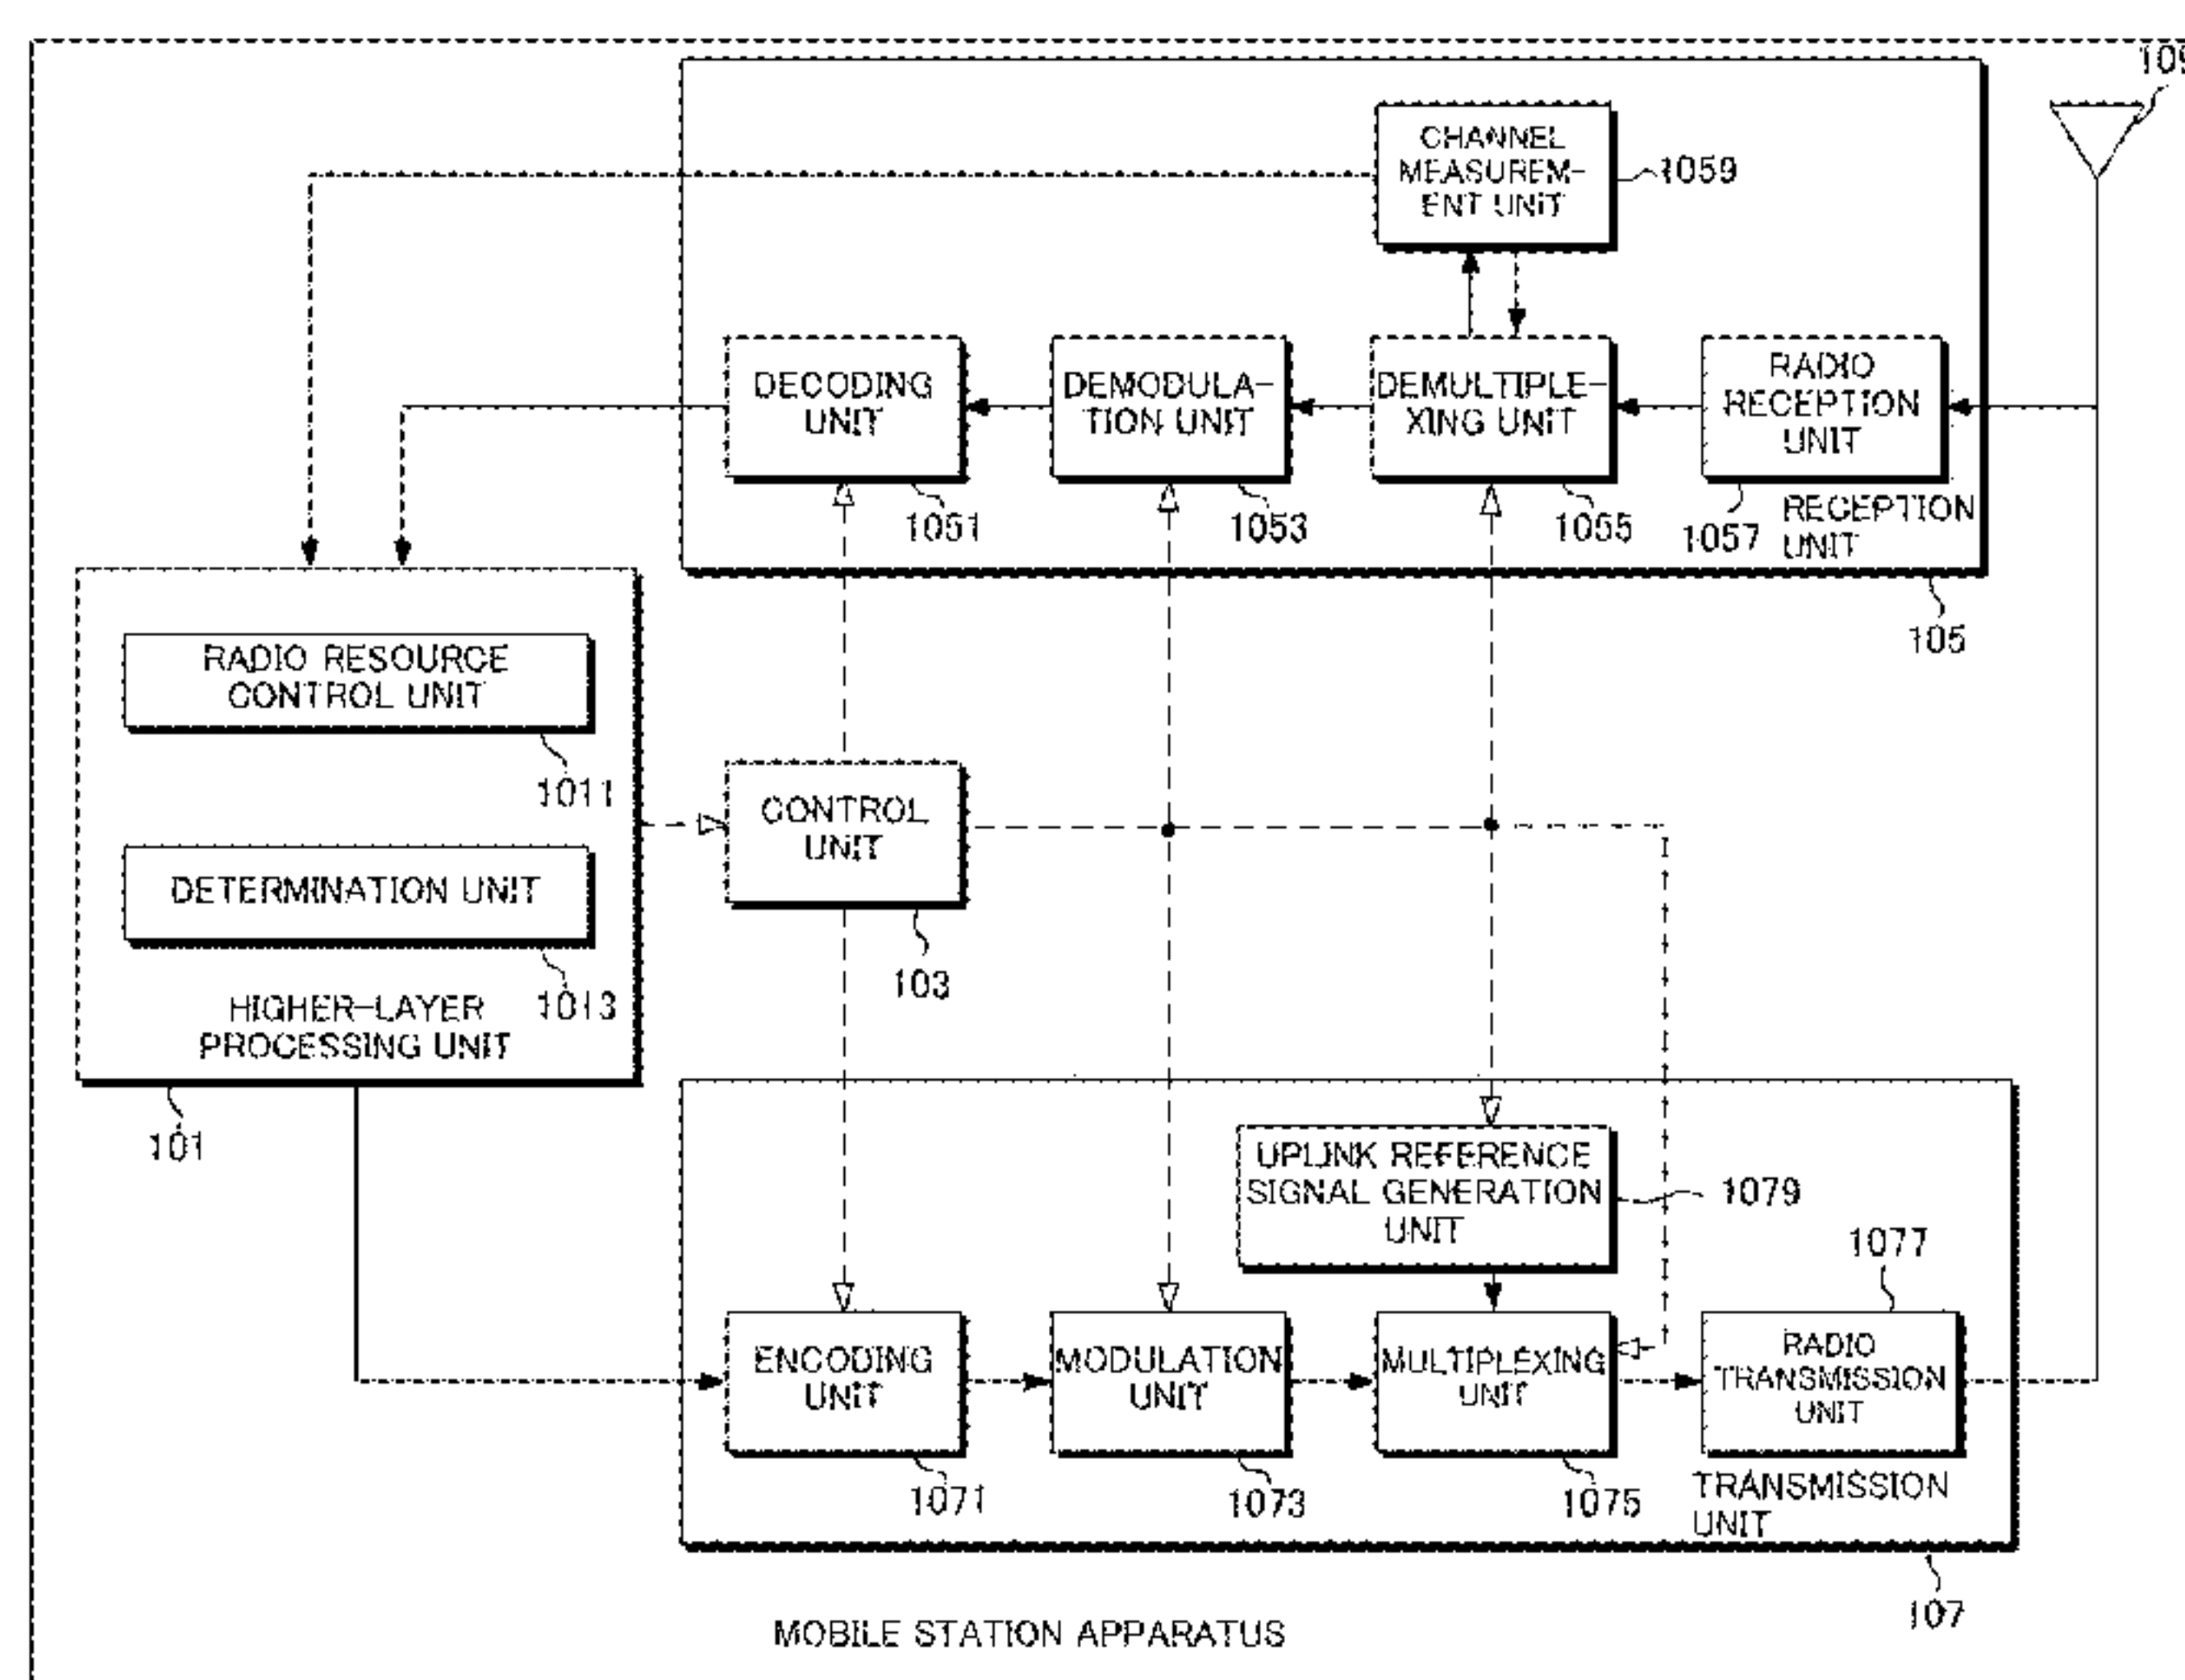 109
CHANNEL
MEASUREM-
ENT UNIT
1059
DECODING
UNIT
DEMODULA-
TION UNIT
DEMULTIPLE-
XING UNIT
RADIO
RECEPTION
UNIT
1051
1053
1055
1057
RECEPTION
UNIT
105
RADIO RESOURCE
CONTROL UNIT
1011
CONTROL
UNIT
103
DETERMINATION UNIT
1013
HIGHER-LAYER
PROCESSING UNIT
101
UPLINK REFERENCE
SIGNAL GENERATION
UNIT
1079
1077
ENCODING
UNIT
MODULATION
UNIT
MULTIPLEXING
UNIT
RADIO
TRANSMISSION
UNIT
1071
1073
1075
TRANSMISSION
UNIT
107
MOBILE STATION APPARATUS